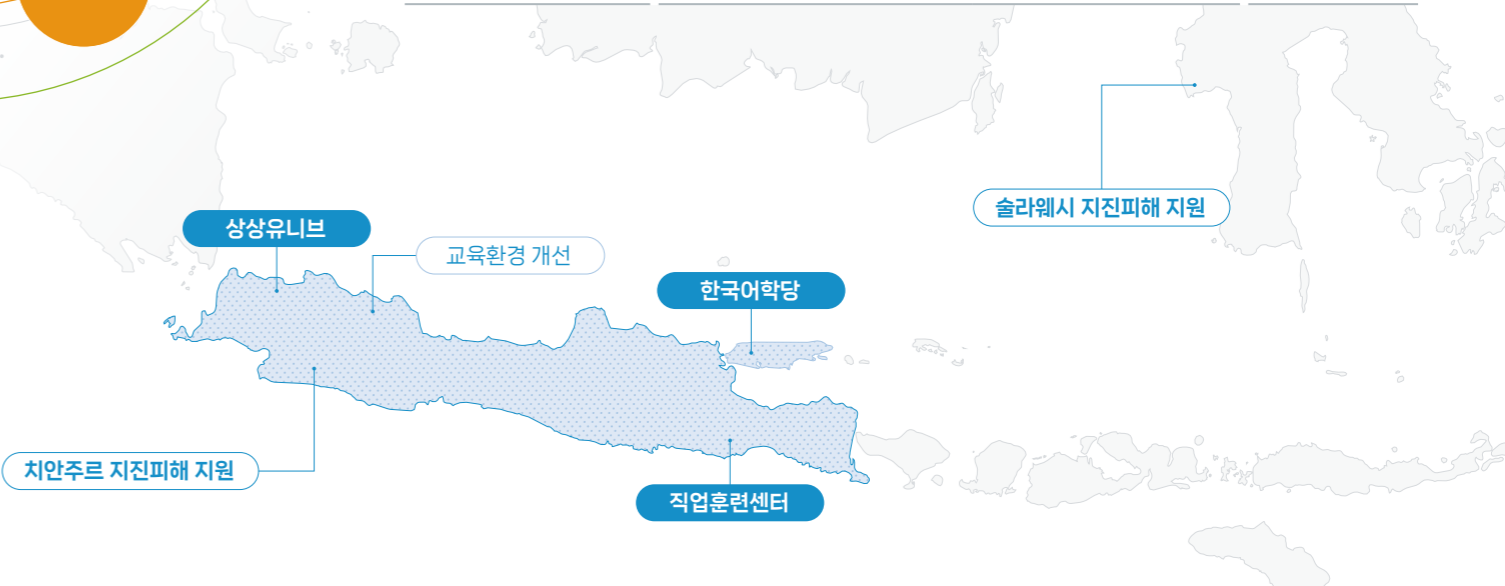 술라웨시 지진피해 지원
상상유니브
교육환경 개선
한국어학당
치안주르 지진피해 지원
직업훈련센터